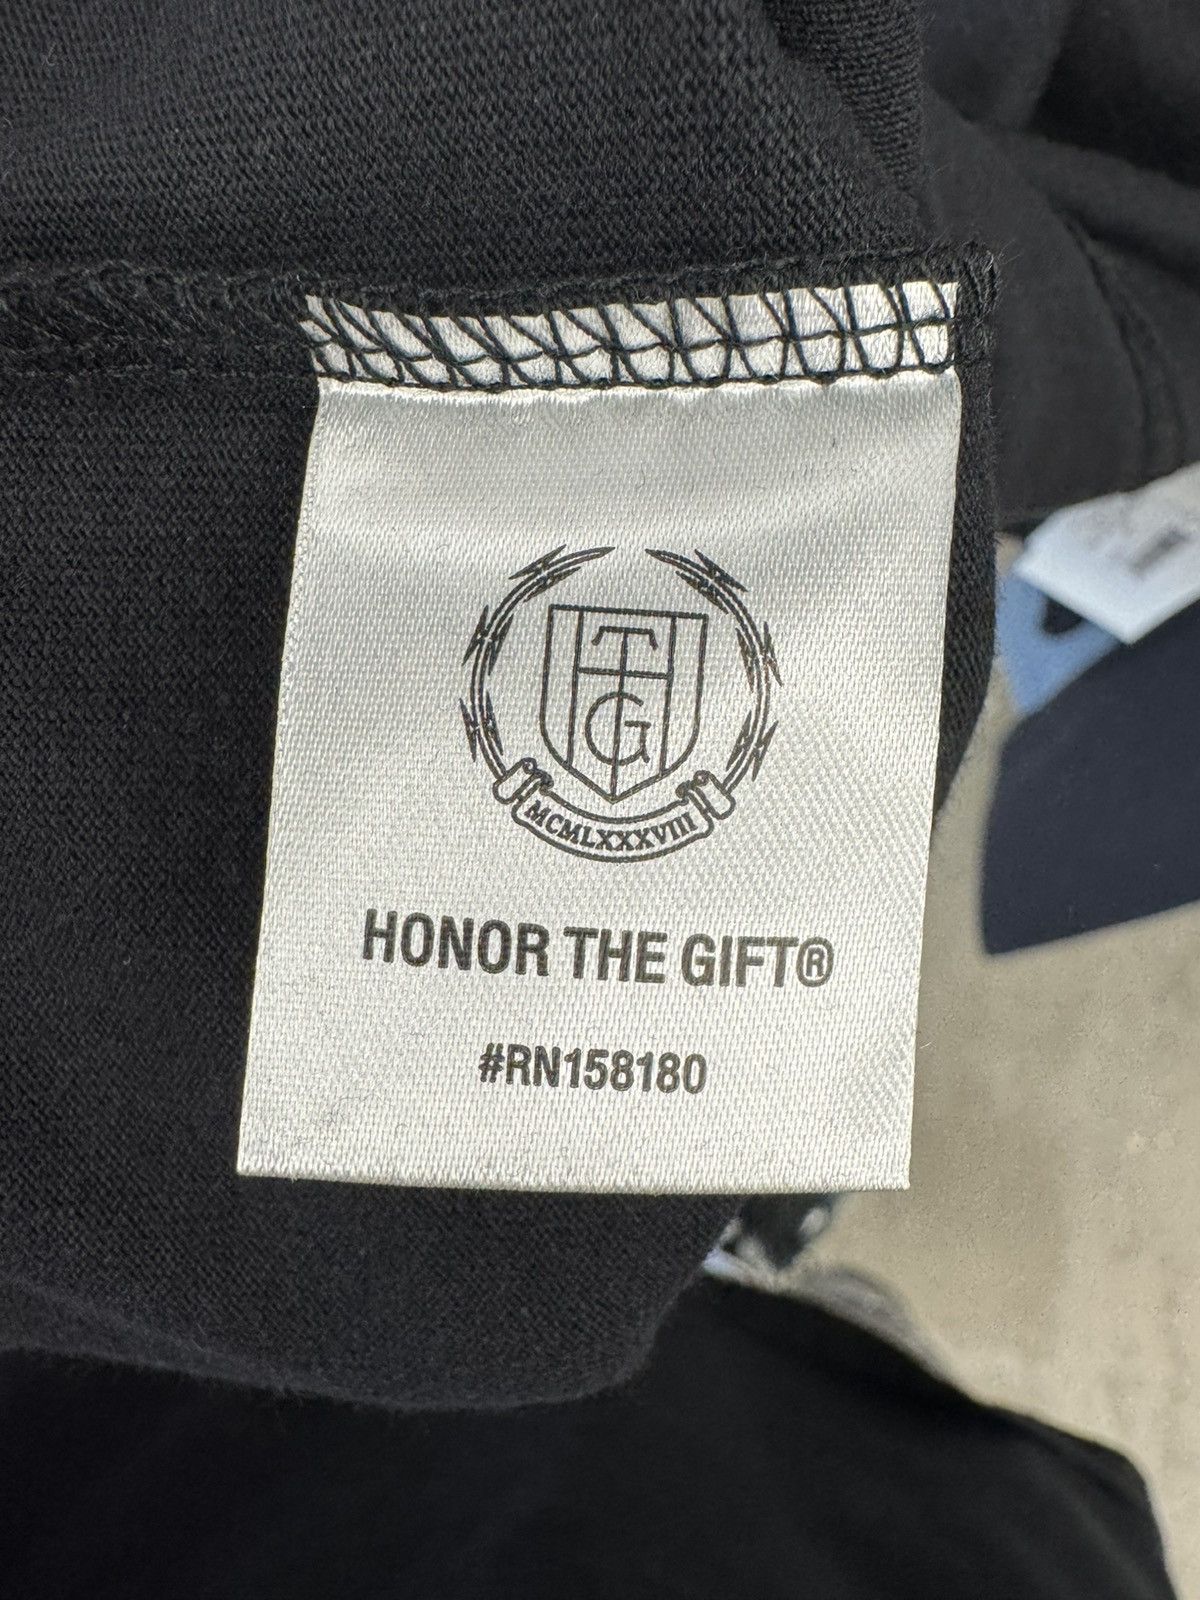 HTG
MCMLXXXVIII
HONOR THE GIFT®
#RN158180